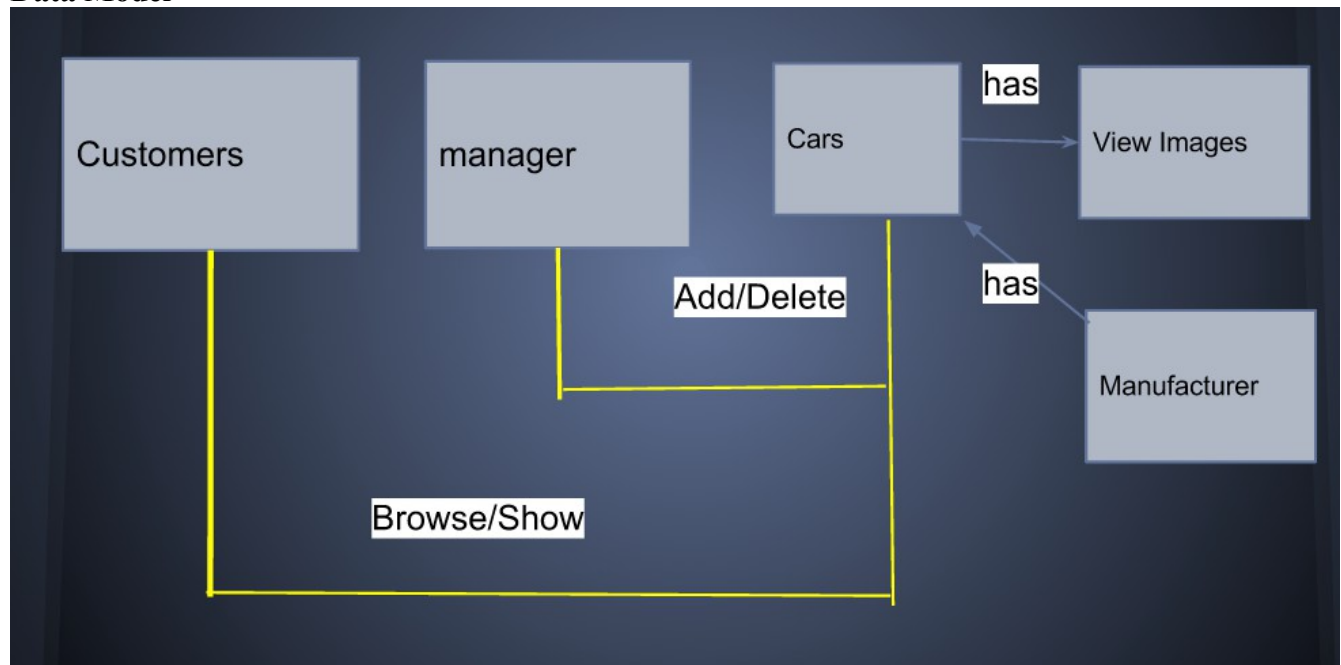 Customers
manager
Cars
has
View Images
Add/Delete
has
Manufacturer
Browse/Show